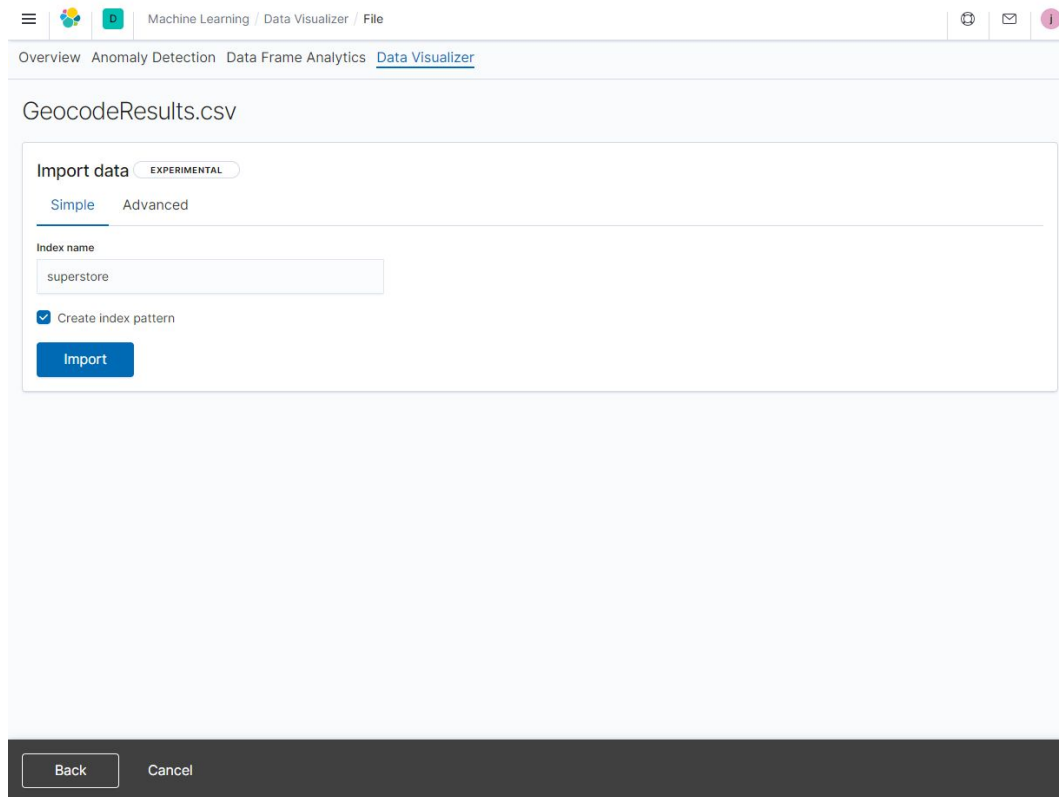 D Machine Learning / Data Visualizer / File j
Overview Anomaly Detection Data Frame Analytics Data Visualizer
GeocodeResults.csv
Import data EXPERIMENTAL
Simple Advanced
Index name
superstore
Create index pattern
Import
Back Cancel